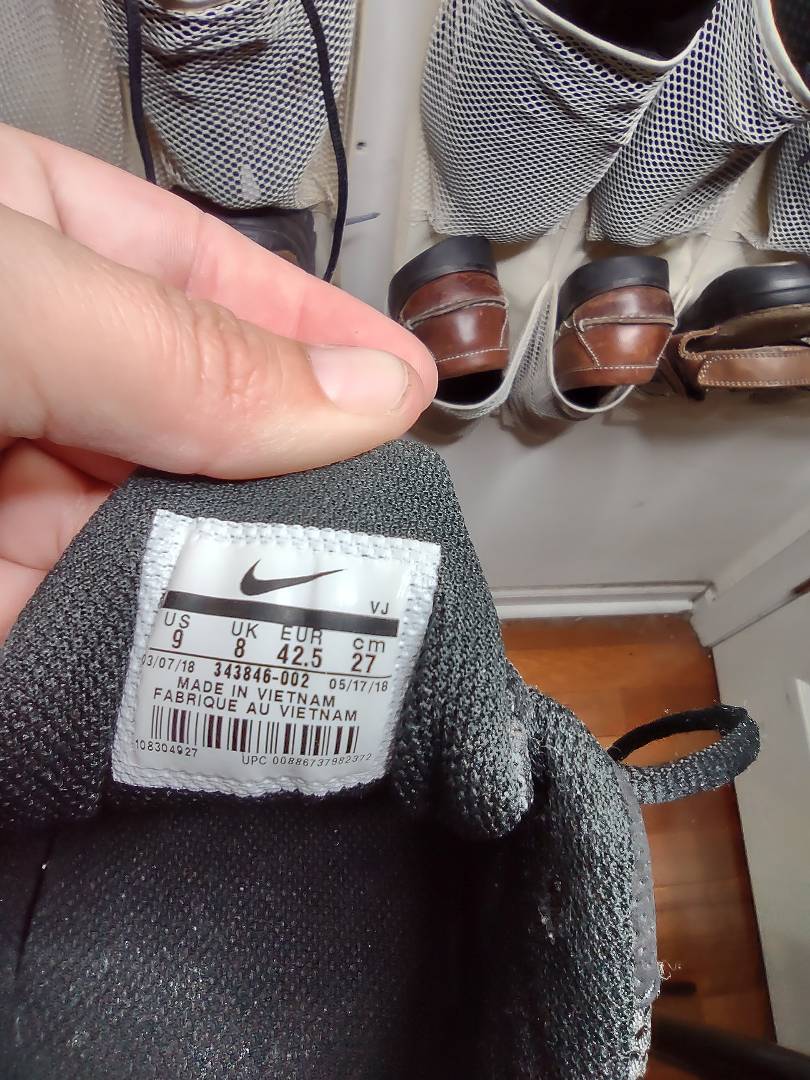 VJ
US UK EUR cm
9 8 42.5 27
03/07/18 343846-002 05/17/18
MADE IN VIETNAM
FABRIQUE AU VIETNAM
108304927 UPC 00886737982372